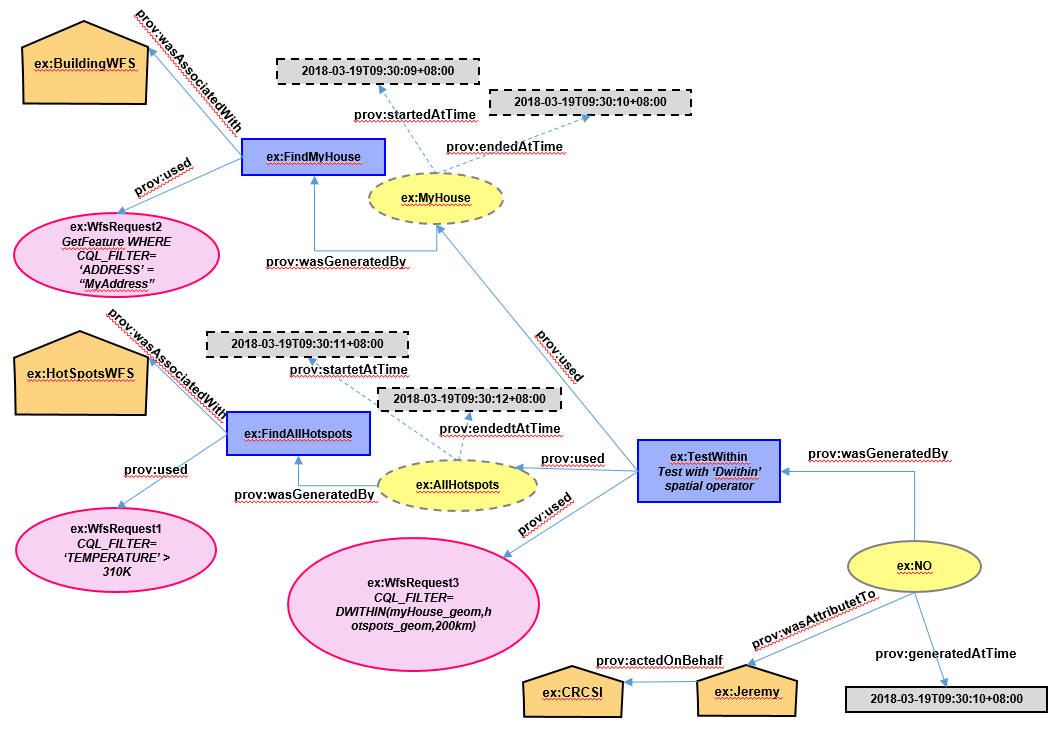 prov:wasAssociatedWith
ex:BuildingWFS
2018-03-19T09:30:09+08:00
2018-03-19T09:30:10+08:00
prov:startedAtTime
prov:endedAtTime
ex:FindMyHouse
prov:used
ex:MyHouse
ex:WfsRequest2
GetFeature WHERE
CQL_FILTER=
‘ADDRESS’ =
“MyAddress”
prov:wasGeneratedBy
prov:wasAssociatedWith
2018-03-19T09:30:11+08:00
prov:used
ex:HotSpotsWFS
prov:startetAtTime
2018-03-19T09:30:12+08:00
ex:FindAllHotspots
prov:endedtAtTime
prov:used
prov:used
ex:TestWithin
Test with ‘Dwithin’
spatial operator
prov:wasGeneratedBy
prov:wasGeneratedBy
ex:AllHotspots
prov:used
ex:WfsRequest1
CQL_FILTER=
‘TEMPERATURE’ >
310K
ex:WfsRequest3
CQL_FILTER=
DWITHIN(myHouse_geom,h
otspots_geom,200km)
ex:NO
prov:wasAttributetTo
prov:generatedAtTime
prov:actedOnBehalf
ex:CRCSI
ex:Jeremy
2018-03-19T09:30:10+08:00